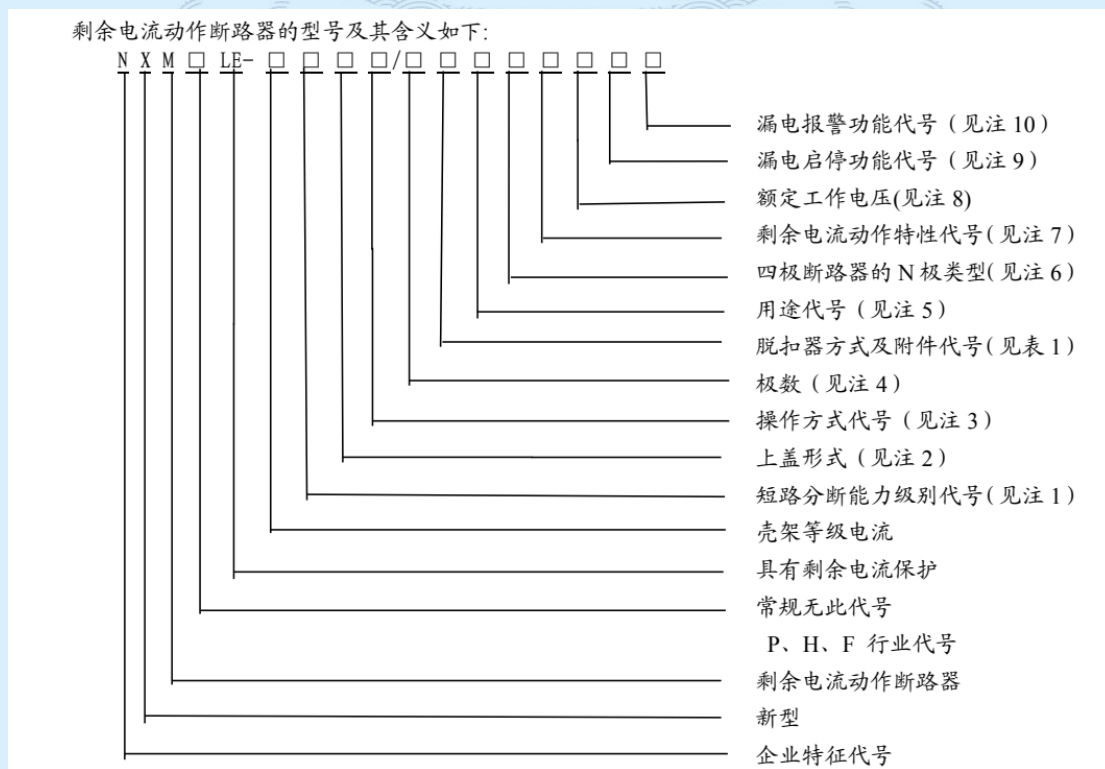 剩余电流动作断路器的型号及其含义如下:
N X M □ LE- □ □ □ □/□ □ □ □ □ □ □ □
漏电报警功能代号（见注 10）
漏电启停功能代号（见注 9）
额定工作电压(见注 8)
剩余电流动作特性代号(见注 7)
四极断路器的 N 极类型(见注 6)
用途代号（见注 5）
脱扣器方式及附件代号(见表 1)
极数（见注 4）
操作方式代号（见注 3）
上盖形式（见注 2）
短路分断能力级别代号(见注 1)
壳架等级电流
具有剩余电流保护
常规无此代号
P、H、F 行业代号
剩余电流动作断路器
新型
企业特征代号